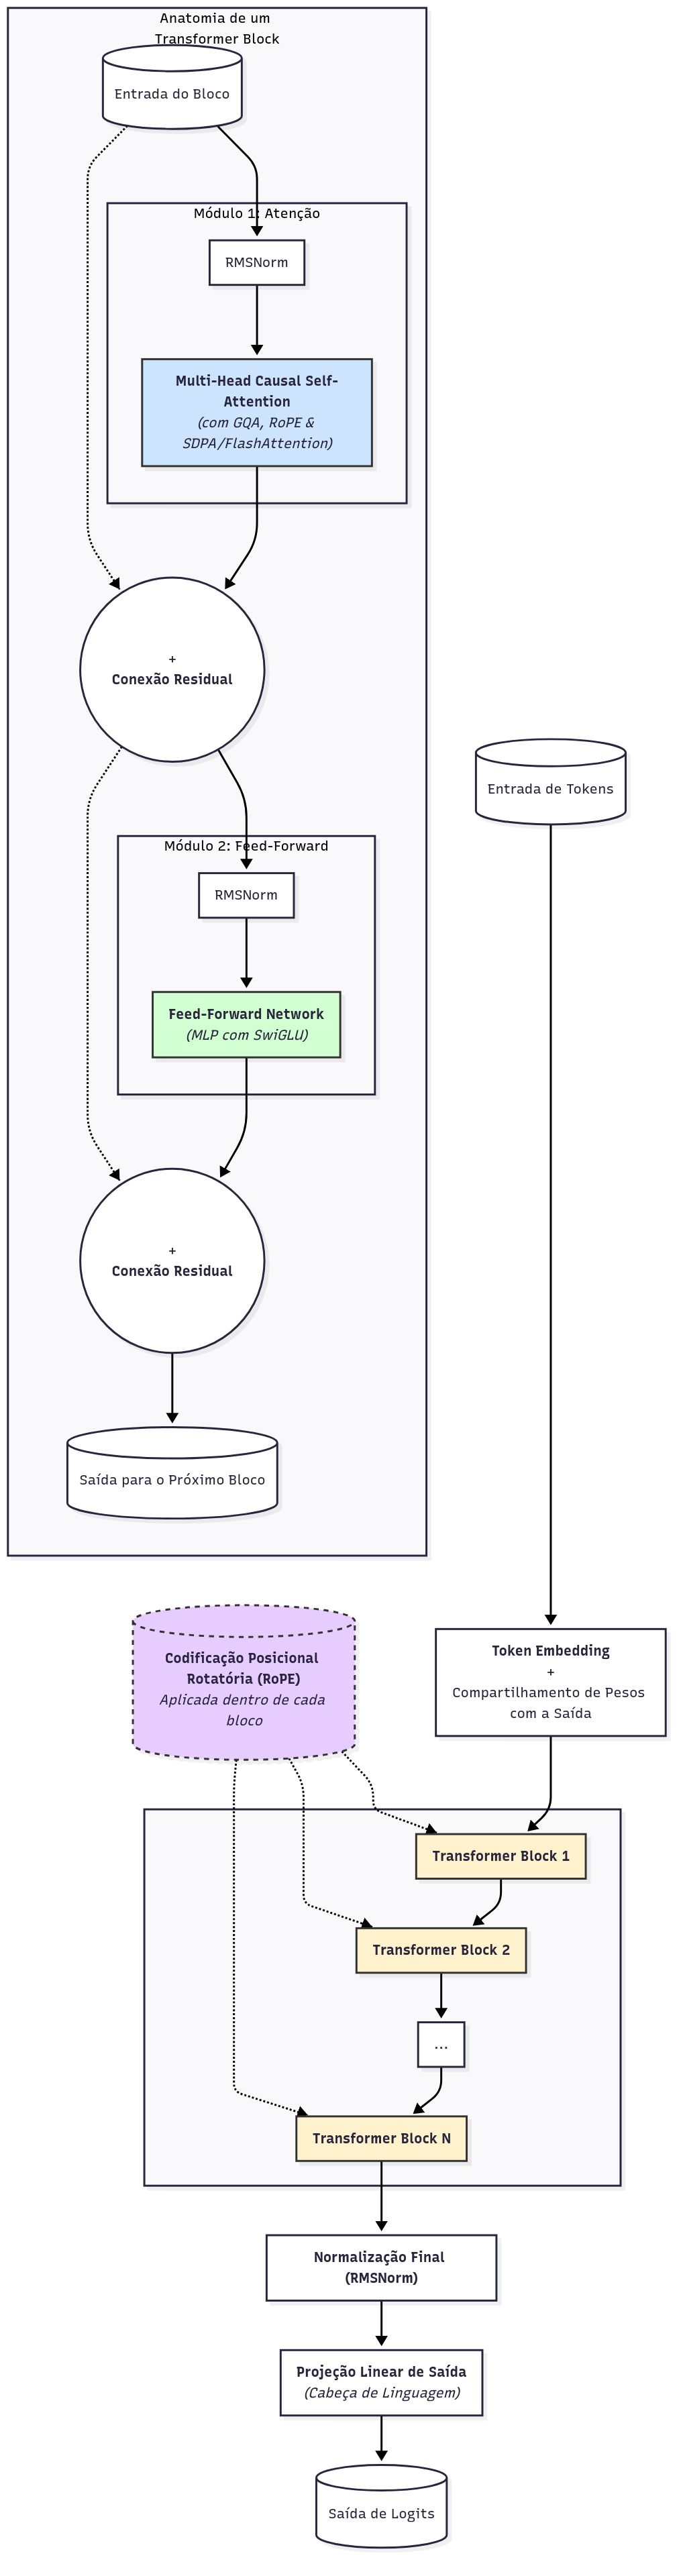 Anatomia de um
Transformer Block
Entrada do Bloco
Módulo 1: Atenção
RMSNorm
Multi-Head Causal Self-
Attention
(com GQA, RoPE &
SDPA/FlashAttention)
+
Conexão Residual
Entrada de Tokens
Módulo 2: Feed-Forward
RMSNorm
Feed-Forward Network
(MLP com SwiGLU)
+
Conexão Residual
Saída para o Próximo Bloco
Codificação Posicional
Rotatória (RoPE)
Aplicada dentro de cada
bloco
Token Embedding
+
Compartilhamento de Pesos
com a Saída
Transformer Block 1
Transformer Block 2
...
Transformer Block N
Normalização Final
(RMSNorm)
Projeção Linear de Saída
(Cabeça de Linguagem)
Saída de Logits